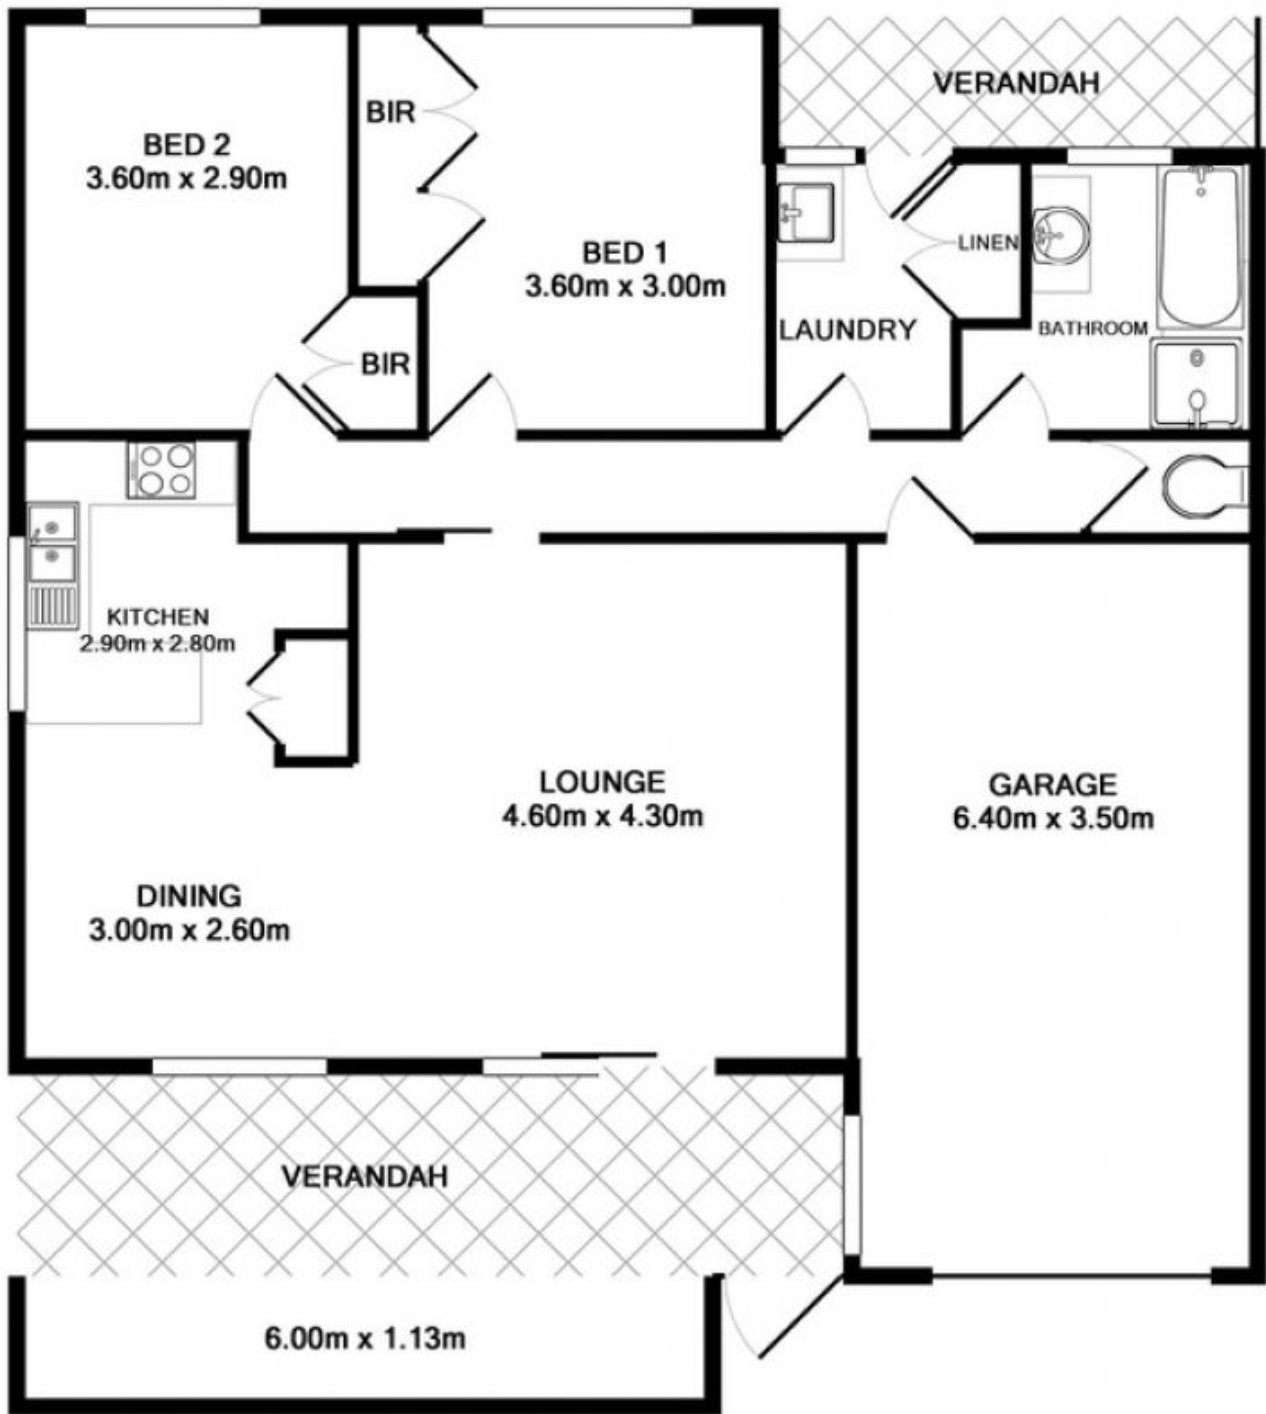 VERANDAH
BED 2
3.60m x 2.90m
BIR
BED 1
3.60m x 3.00m
LINEN
LAUNDRY
BATHROOM
BIR
KITCHEN
2.90m x 2.80m
LOUNGE
4.60m x 4.30m
GARAGE
6.40m x 3.50m
DINING
3.00m x 2.60m
VERANDAH
6.00m x 1.13m